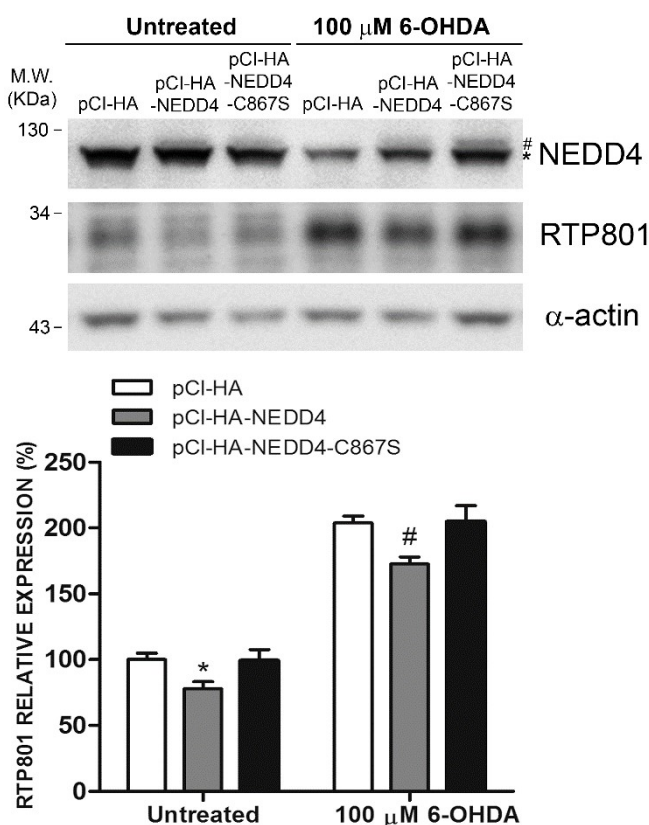 Untreated 100 μM 6-OHDA
M.W.
(KDa)
pCI-HA
pCI-HA
-NEDD4
pCI-HA
-NEDD4
-C867S
pCI-HA
pCI-HA
-NEDD4
pCI-HA
-NEDD4
-C867S
130
#
*
NEDD4
34
RTP801
43
α-actin
pCI-HA
pCI-HA-NEDD4
pCI-HA-NEDD4-C867S
RTP801 RELATIVE EXPRESSION (%)
250
200
150
100
50
0
*
#
Untreated 100 μM 6-OHDA